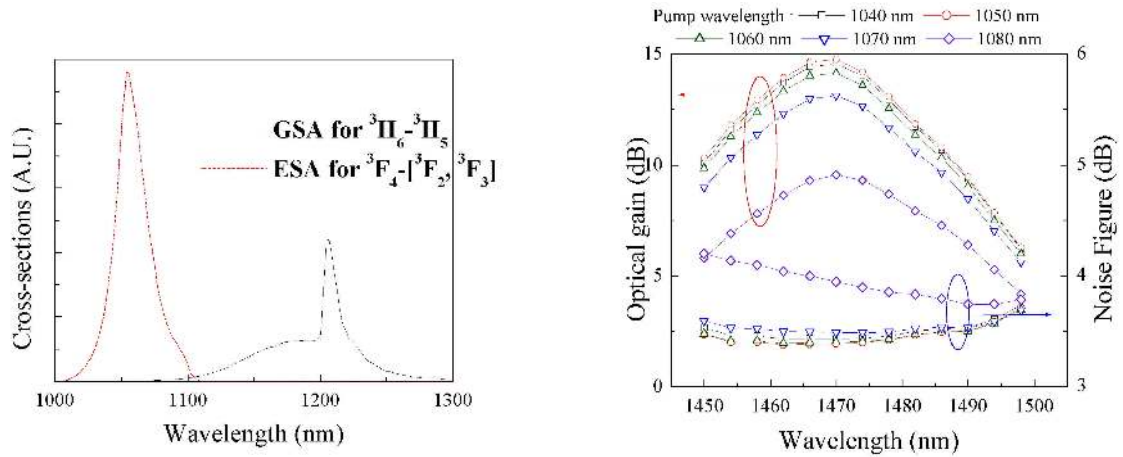 GSA for ³H₆-³H₅
ESA for ³F₄-[³F₂, ³F₃]
Cross-sections (A.U.)
1000 1100 1200 1300
Wavelength (nm)
Pump wavelength 1040 nm 1050 nm
1060 nm 1070 nm 1080 nm
15
10
5
0
6
5
4
3
Optical gain (dB)
Noise Figure (dB)
1450 1460 1470 1480 1490 1500
Wavelength (nm)